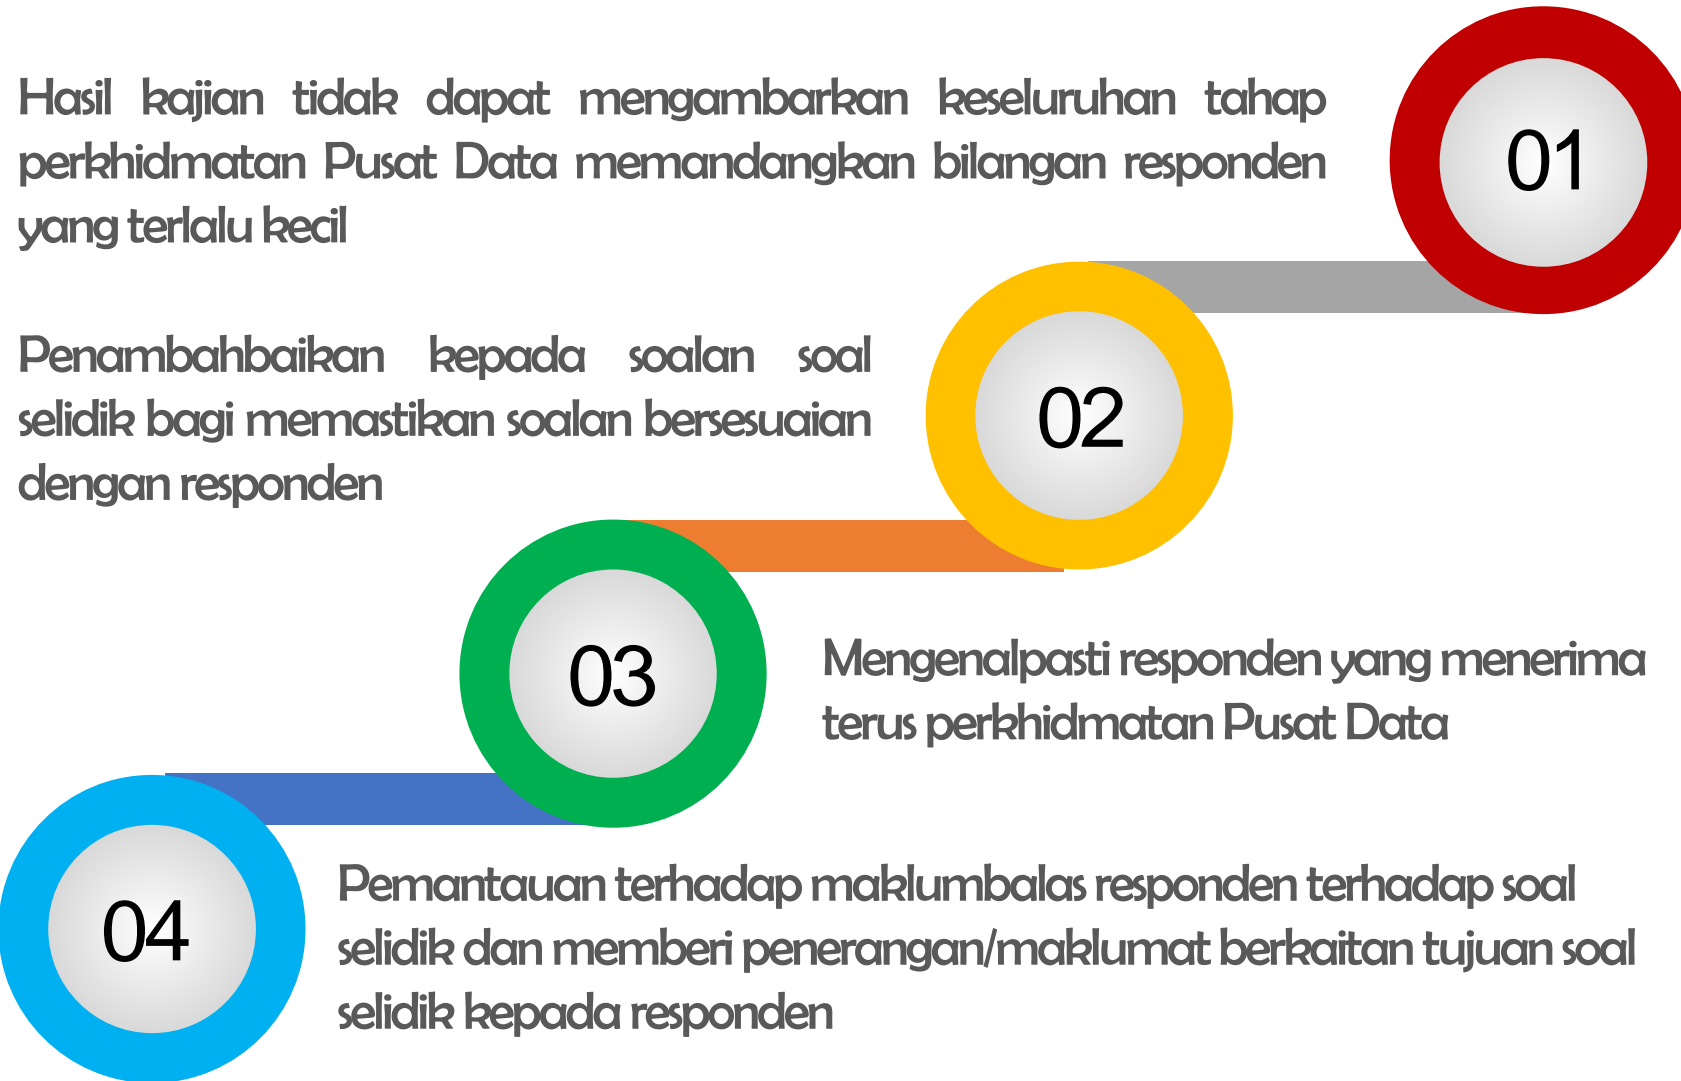 Hasil kajian tidak dapat mengambarkan keseluruhan tahap
perkhidmatan Pusat Data memandangkan bilangan responden
yang terlalu kecil
01
Penambahbaikan kepada soalan soal
selidik bagi memastikan soalan bersesuaian
dengan responden
02
03
Mengenalpasti responden yang menerima
terus perkhidmatan Pusat Data
04
Pemantauan terhadap maklumbalas responden terhadap soal
selidik dan memberi penerangan/maklumat berkaitan tujuan soal
selidik kepada responden